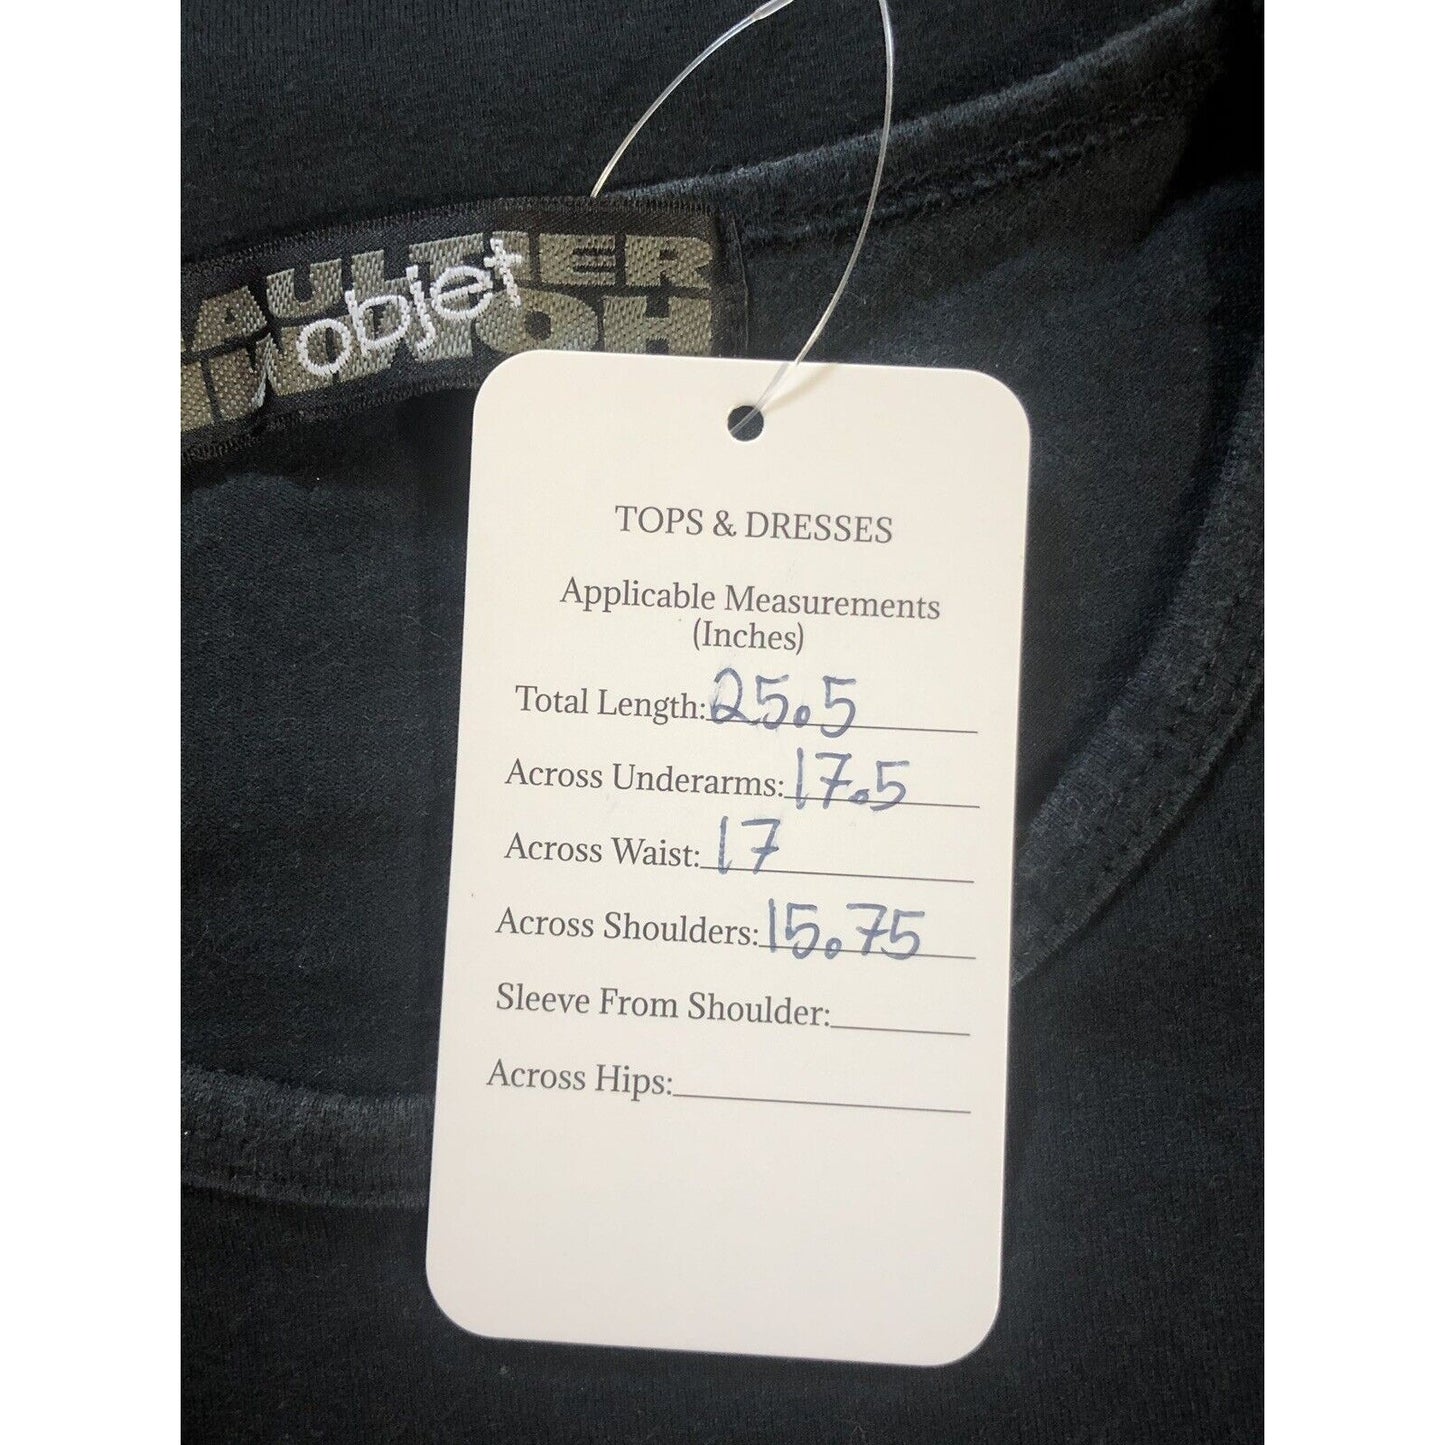 AULTIER
objet
TOPS & DRESSES
Applicable Measurements
(Inches)
Total Length: 25.5
Across Underarms: 17.5
Across Waist: 17
Across Shoulders: 15.75
Sleeve From Shoulder:
Across Hips: